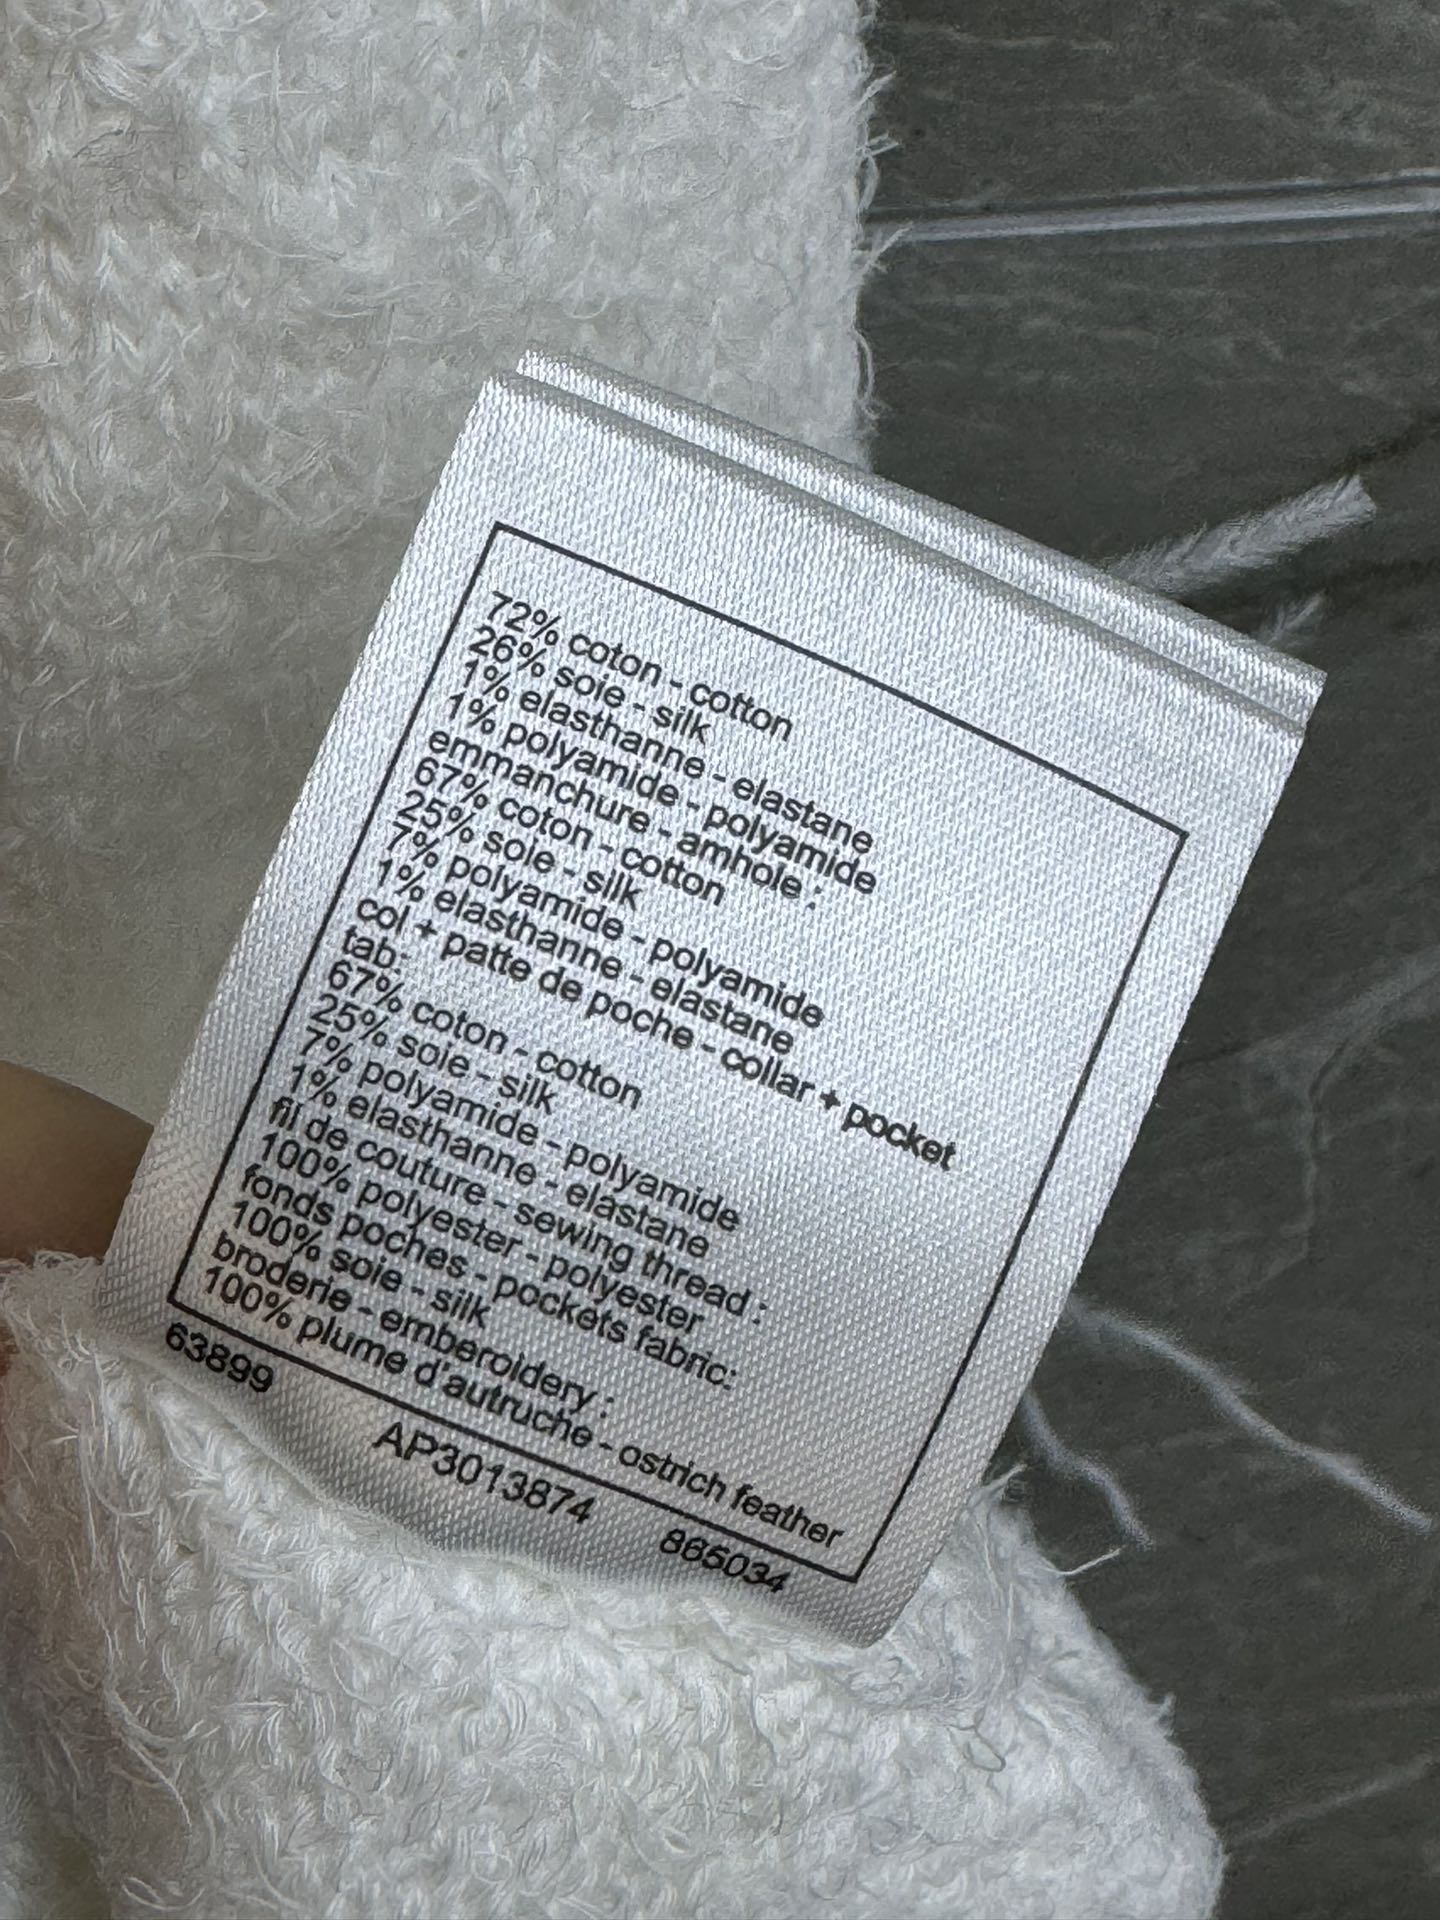 72% coton - cotton
26% soie - silk
1% elasthanne - elastane
1% polyamide - polyamide
emmanchure - amhole :
67% coton - cotton
25% soie - silk
7% polyamide - polyamide
1% elasthanne - elastane
col + patte de poche - collar + pocket
tab:
67% coton - cotton
25% soie - silk
7% polyamide - polyamide
1% elasthanne - elastane
fil de couture - sewing thread :
100% polyester - polyester
fonds poches - pockets fabric:
100% soie - silk
broderie - emberoidery :
100% plume d'autruche - ostrich feather
63899 AP3013874 865034